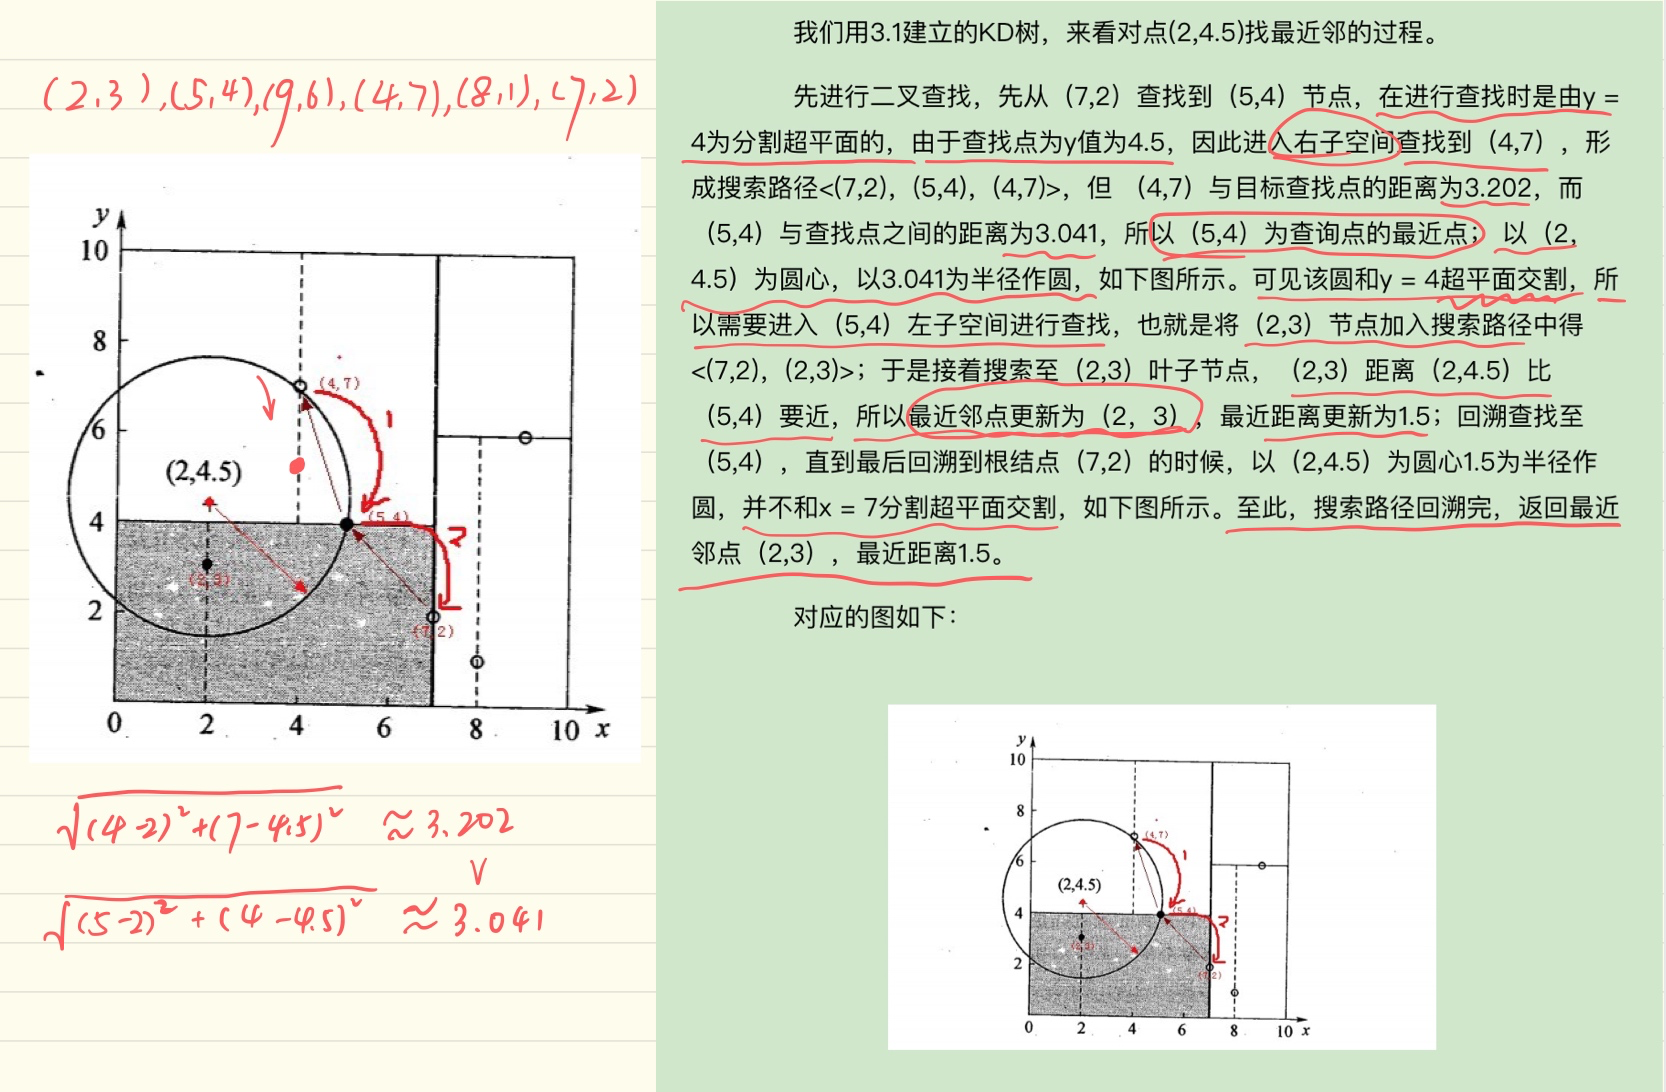 (2,3),(5,4),(9,6),(4,7),(8,1),(7,2)
y
10
8
(4,7)
1
6
(2,4.5)
4
(5,4)
2
(2,3)
2
(7,2)
0
2
4
6
8
10
x
√(4-2)²+(7-4.5)² ≈3.202
∨
√(5-2)²+(4-4.5)² ≈3.041
我们用3.1建立的KD树，来看对点(2,4.5)找最近邻的过程。
先进行二叉查找，先从（7,2）查找到（5,4）节点，在进行查找时是由y =
4为分割超平面的，由于查找点为y值为4.5，因此进入右子空间查找到（4,7），形
成搜索路径<(7,2)，(5,4)，(4,7)>，但 （4,7）与目标查找点的距离为3.202，而
（5,4）与查找点之间的距离为3.041，所以（5,4）为查询点的最近点； 以（2,
4.5）为圆心，以3.041为半径作圆，如下图所示。可见该圆和y = 4超平面交割，所
以需要进入（5,4）左子空间进行查找，也就是将（2,3）节点加入搜索路径中得
<(7,2)，(2,3)>；于是接着搜索至（2,3）叶子节点，（2,3）距离（2,4.5）比
（5,4）要近，所以最近邻点更新为（2，3），最近距离更新为1.5；回溯查找至
（5,4），直到最后回溯到根结点（7,2）的时候，以（2,4.5）为圆心1.5为半径作
圆，并不和x = 7分割超平面交割，如下图所示。至此，搜索路径回溯完，返回最近
邻点（2,3），最近距离1.5。
对应的图如下：
y
10
8
(4,7)
1
6
(2,4.5)
4
(5,4)
2
(2,3)
2
(7,2)
0
2
4
6
8
10
x